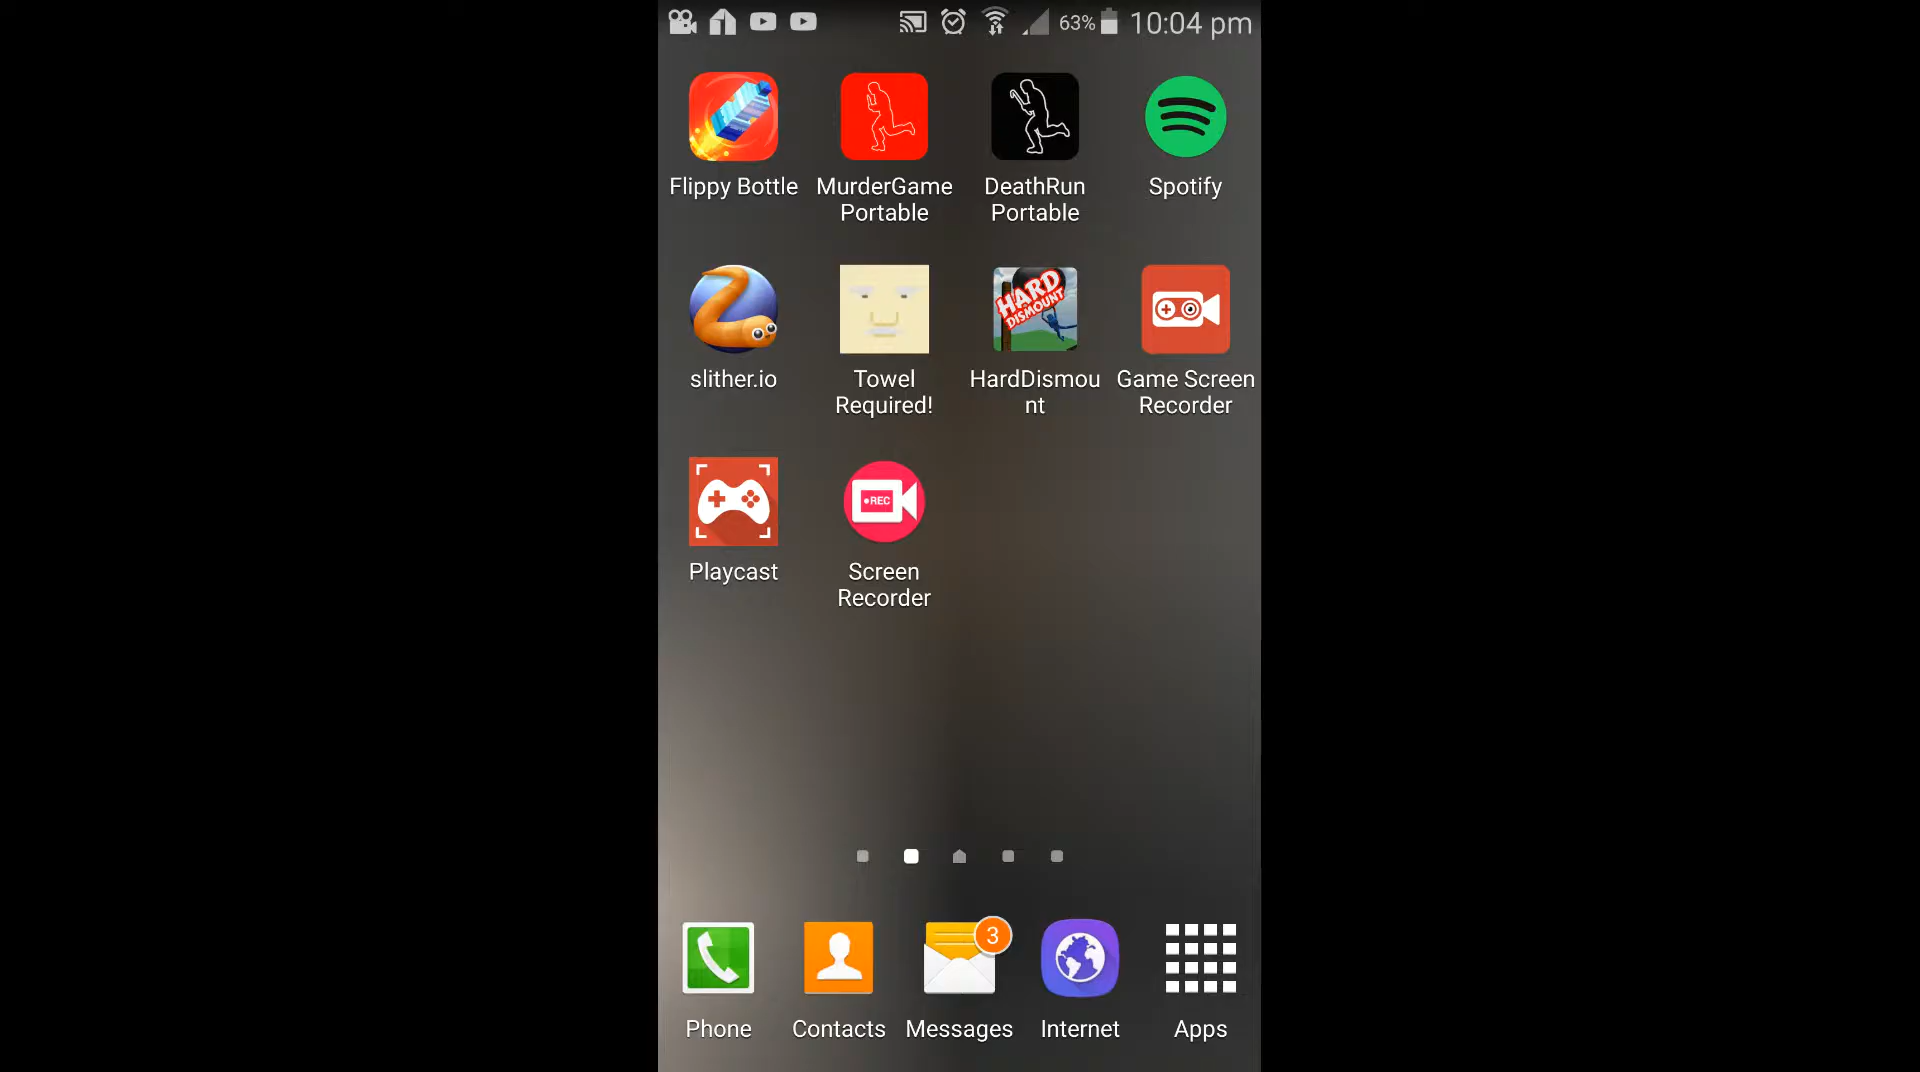 63% 10:04 pm
Flippy Bottle MurderGame DeathRun Spotify
Portable Portable
HARD
DISMOUNT
slither.io Towel HardDismou Game Screen
Required! nt Recorder
REC
Playcast Screen
Recorder
3
Phone Contacts Messages Internet Apps